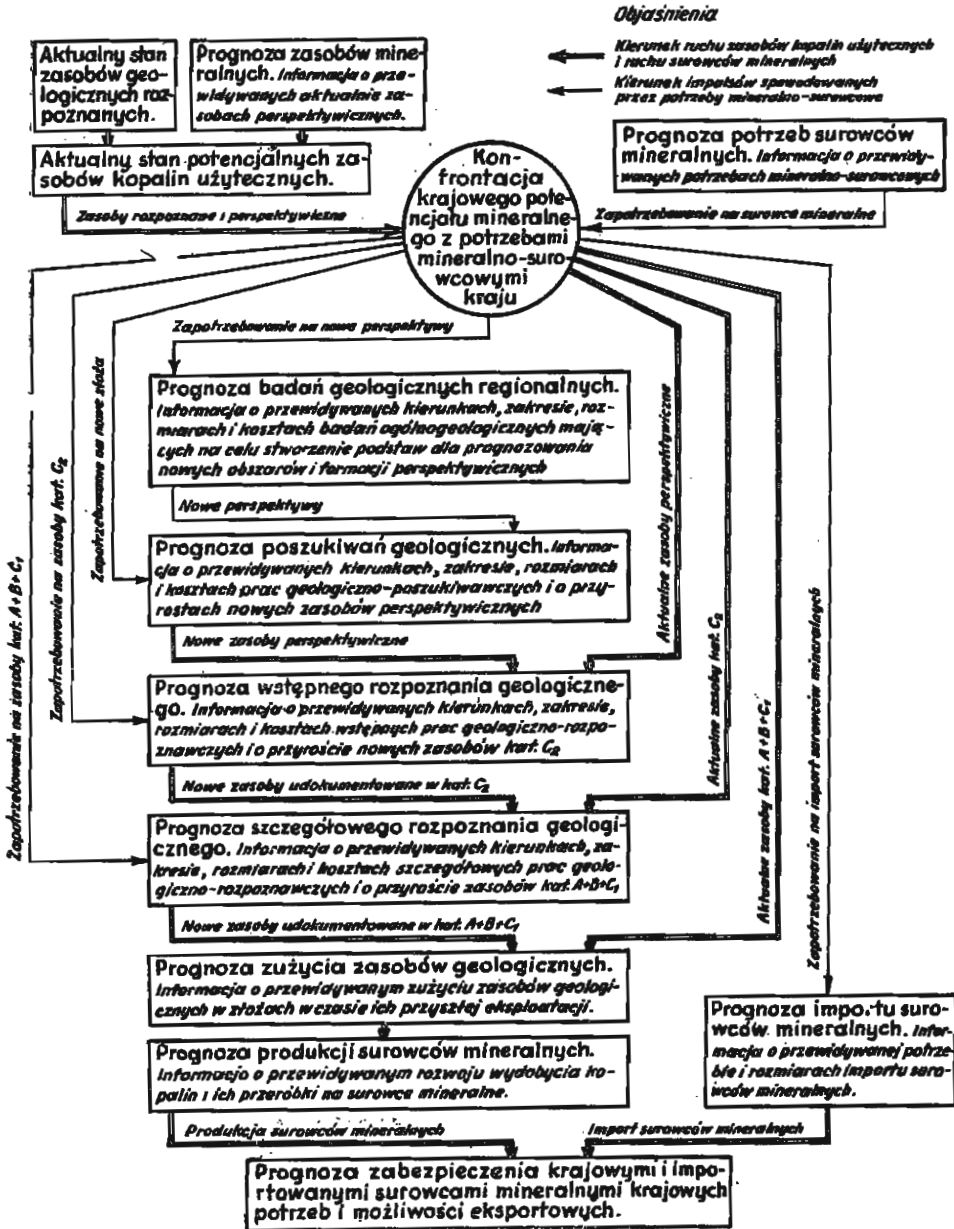 Objaśnienia
Kierunek ruchu zasobów kopalin użytecznych
i ruchu surowców mineralnych
Kierunek impulsów spowodowanych
przez potrzeby mineralno-surowcowe
Aktualny stan
zasobów geo-
logicznych roz-
poznanych.
Prognoza zasobów mine-
ralnych. Informacja o prze-
widywanych aktualnie za-
sobach perspektywicznych.
Aktualny stan potencjalnych za-
sobów kopalin użytecznych.
Zasoby rozpoznane i perspektywiczne
Kon-
frontacja
krajowego pote-
ncjału mineralne-
go z potrzebami
mineralno-suro-
wcowymi
kraju
Prognoza potrzeb surowców
mineralnych. Informacja o przewidy-
wanych potrzebach mineralno-surowcowych
Zapotrzebowanie na surowce mineralne
Zapotrzebowanie na nowe perspektywy
Prognoza badań geologicznych regionalnych.
Informacja o przewidywanych kierunkach, zakresie, roz-
miarach i kosztach badań ogólnogeologicznych mają-
cych na celu stworzenie podstaw dla prognozowania
nowych obszarów i formacji perspektywicznych
Nowe perspektywy
Prognoza poszukiwań geologicznych. Informa-
cja o przewidywanych kierunkach, zakresie, rozmiarach
i kosztach prac geologiczno-poszukiwawczych i o przy-
rostach nowych zasobów perspektywicznych
Nowe zasoby perspektywiczne
Prognoza wstępnego rozpoznania geologiczne-
go. Informacja o przewidywanych kierunkach, zakresie,
rozmiarach i kosztach wstępnych prac geologiczno-rozpo-
znawczych i o przyroście nowych zasobów kat. C₂
Nowe zasoby udokumentowane w kat. C₂
Prognoza szczegółowego rozpoznania geologi-
cznego. Informacja o przewidywanych kierunkach, za-
kresie, rozmiarach i kosztach szczegółowych prac geolo-
giczno-rozpoznawczych i o przyroście zasobów kat. A+B+C₁
Nowe zasoby udokumentowane w kat. A+B+C₁
Prognoza zużycia zasobów geologicznych.
Informacja o przewidywanym zużyciu zasobów geologi-
cznych w złożach w czasie ich przyszłej eksploatacji.
Prognoza produkcji surowców mineralnych.
Informacja o przewidywanym rozwoju wydobycia ko-
palin i ich przeróbki na surowce mineralne.
Produkcja surowców mineralnych
Prognoza importu suro-
wców mineralnych. Infor-
macja o przewidywanej potrze-
bie i rozmiarach importu suro-
wców mineralnych.
Import surowców mineralnych
Prognoza zabezpieczenia krajowymi i impo-
rtowanymi surowcami mineralnymi krajowych
potrzeb i możliwości eksportowych.
Zapotrzebowanie na zasoby kat. A+B+C₁
Zapotrzebowanie na zasoby kat. C₂
Zapotrzebowanie na nowe złoża
Aktualne zasoby perspektywiczne
Aktualne zasoby kat. C₂
Aktualne zasoby kat. A+B+C₁
Zapotrzebowanie na import surowców mineralnych